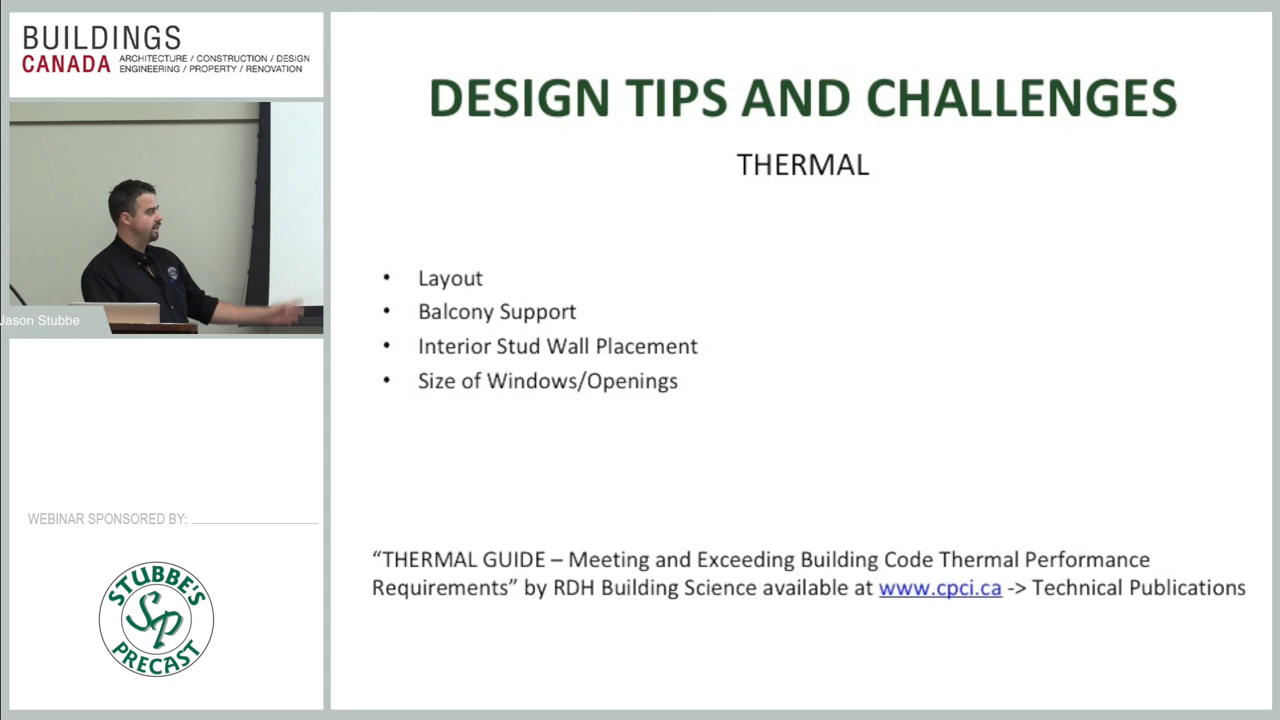 BUILDINGS
CANADA
ARCHITECTURE / CONSTRUCTION / DESIGN
ENGINEERING / PROPERTY / RENOVATION
Jason Stubbe
WEBINAR SPONSORED BY:
STUBBE'S
SP
PRECAST
DESIGN TIPS AND CHALLENGES
THERMAL
• Layout
• Balcony Support
• Interior Stud Wall Placement
• Size of Windows/Openings
“THERMAL GUIDE – Meeting and Exceeding Building Code Thermal Performance
Requirements” by RDH Building Science available at www.cpci.ca -> Technical Publications